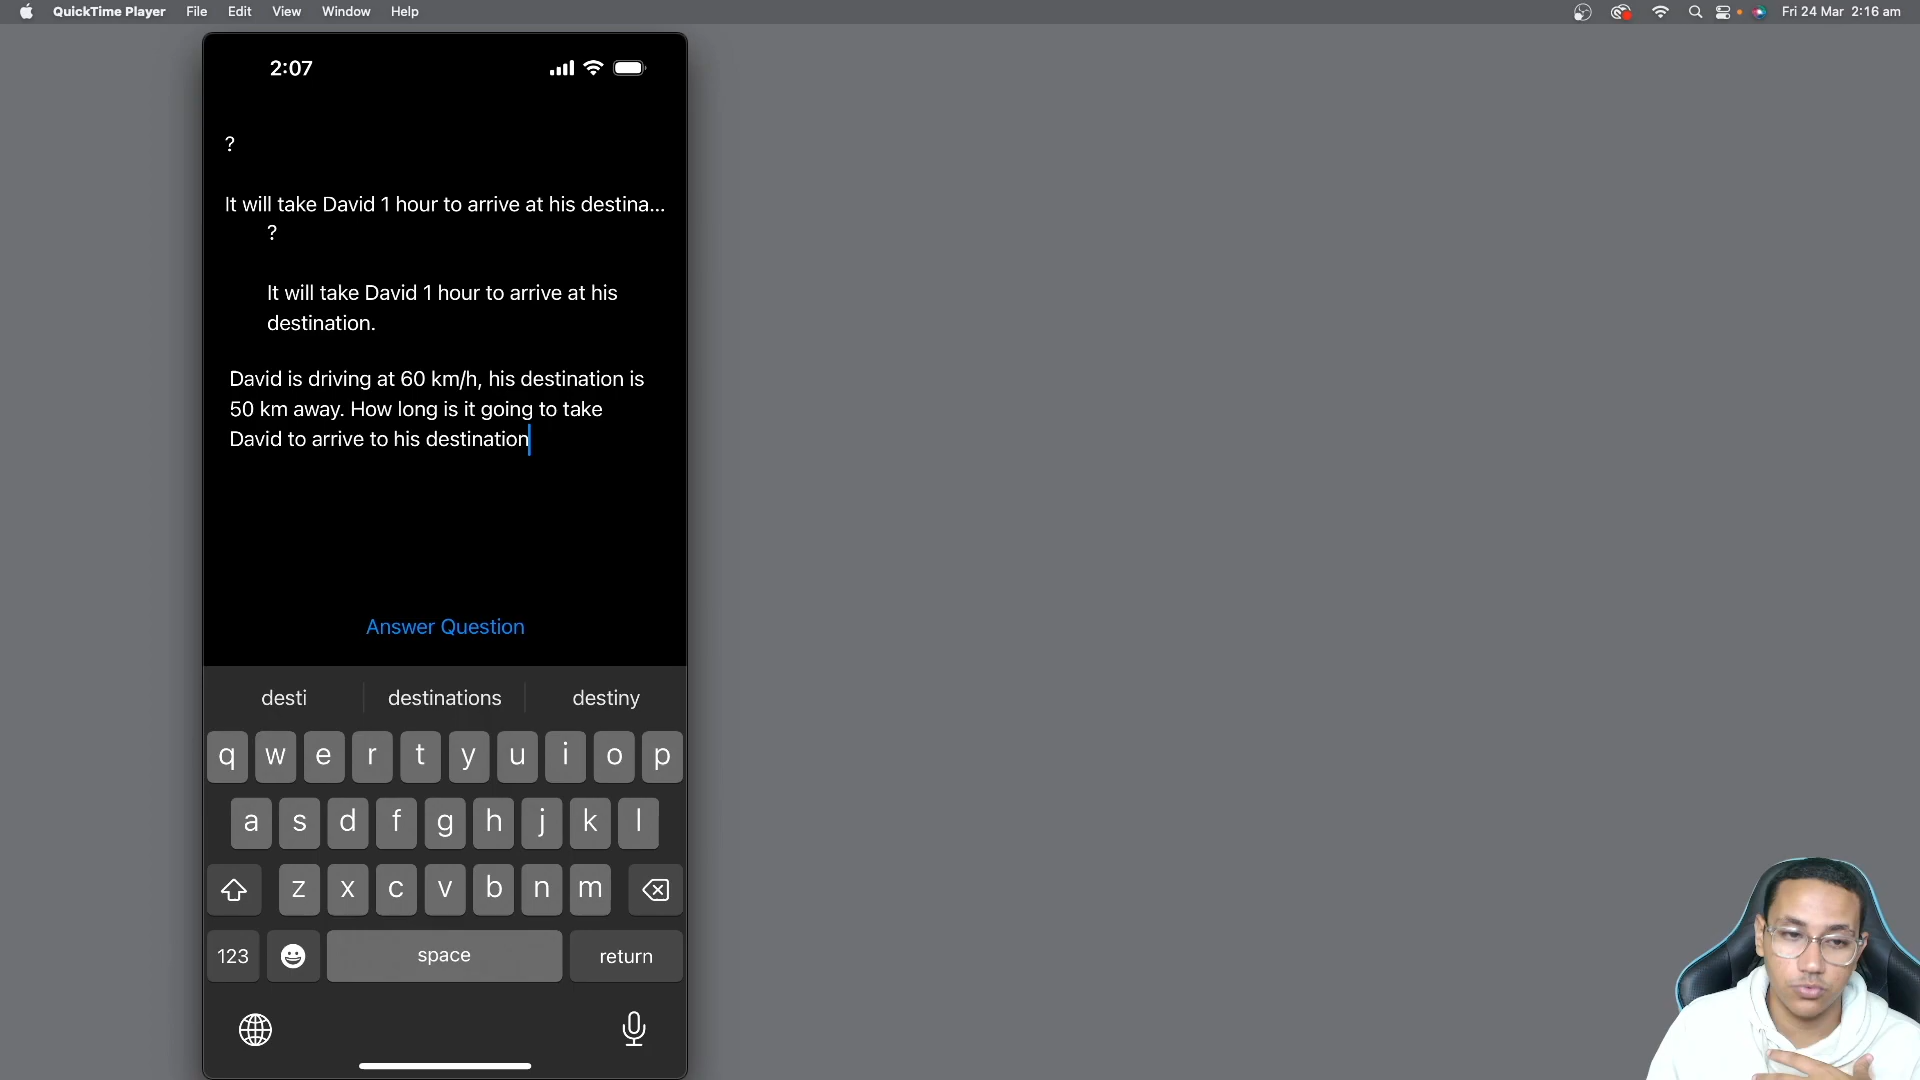 QuickTime Player File Edit View Window Help Fri 24 Mar 2:16 am
2:07
?
It will take David 1 hour to arrive at his destina...
?
It will take David 1 hour to arrive at his
destination.
David is driving at 60 km/h, his destination is
50 km away. How long is it going to take
David to arrive to his destination
Answer Question
desti destinations destiny
q w e r t y u i o p
a s d f g h j k l
z x c v b n m
123 space return